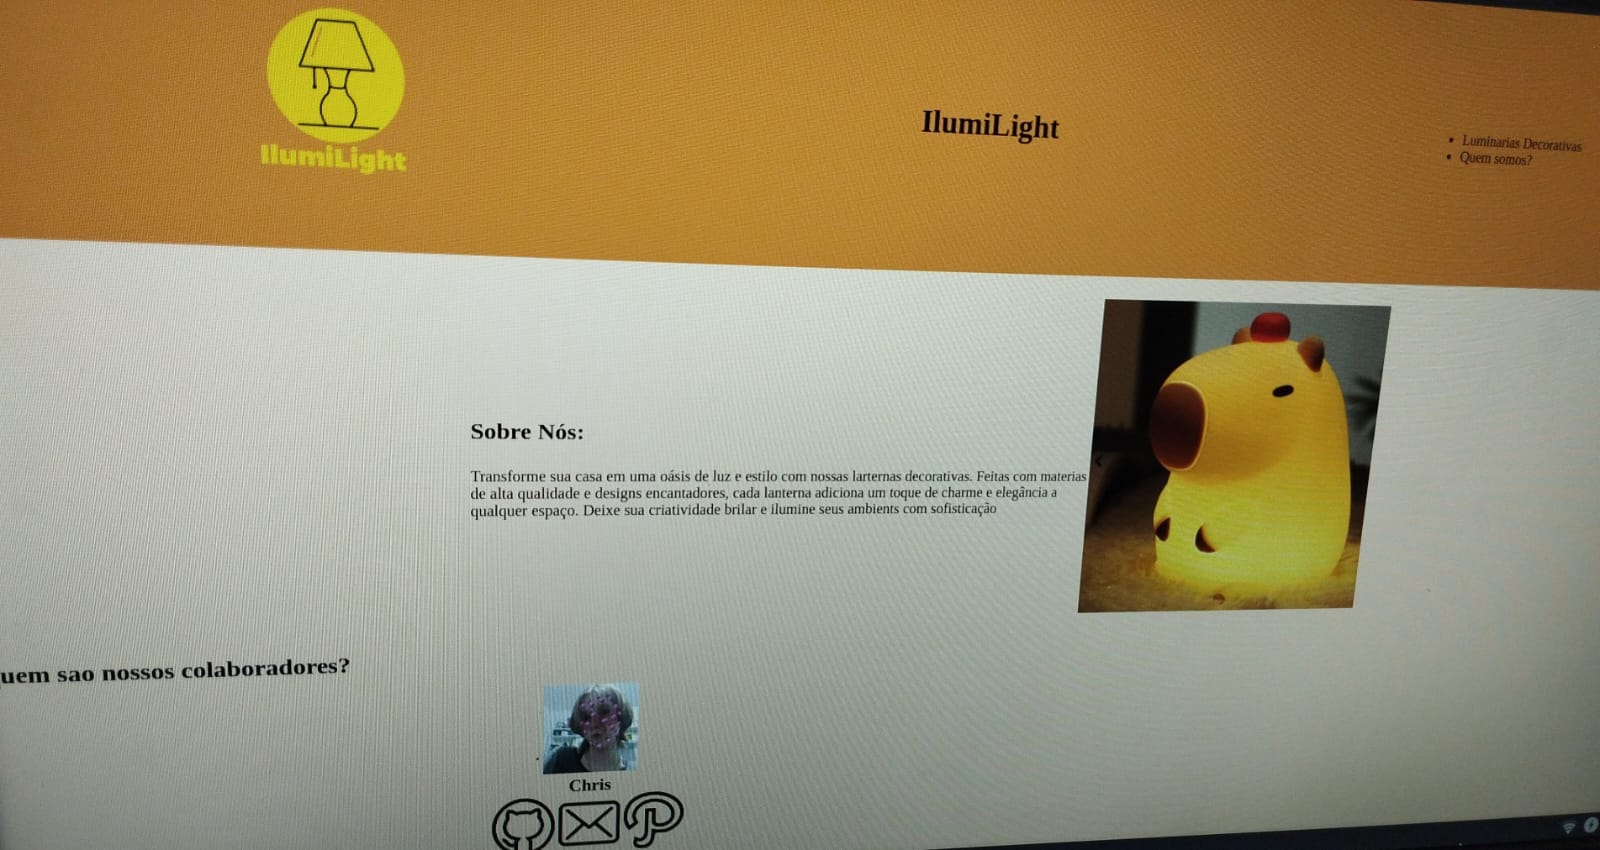 IlumiLight
IlumiLight
Luminarias Decorativas
Quem somos?
Sobre Nós:
Transforme sua casa em uma oásis de luz e estilo com nossas larternas decorativas. Feitas com materias
de alta qualidade e designs encantadores, cada lanterna adiciona um toque de charme e elegância a
qualquer espaço. Deixe sua criatividade brilar e ilumine seus ambients com sofisticação
uem sao nossos colaboradores?
Chris